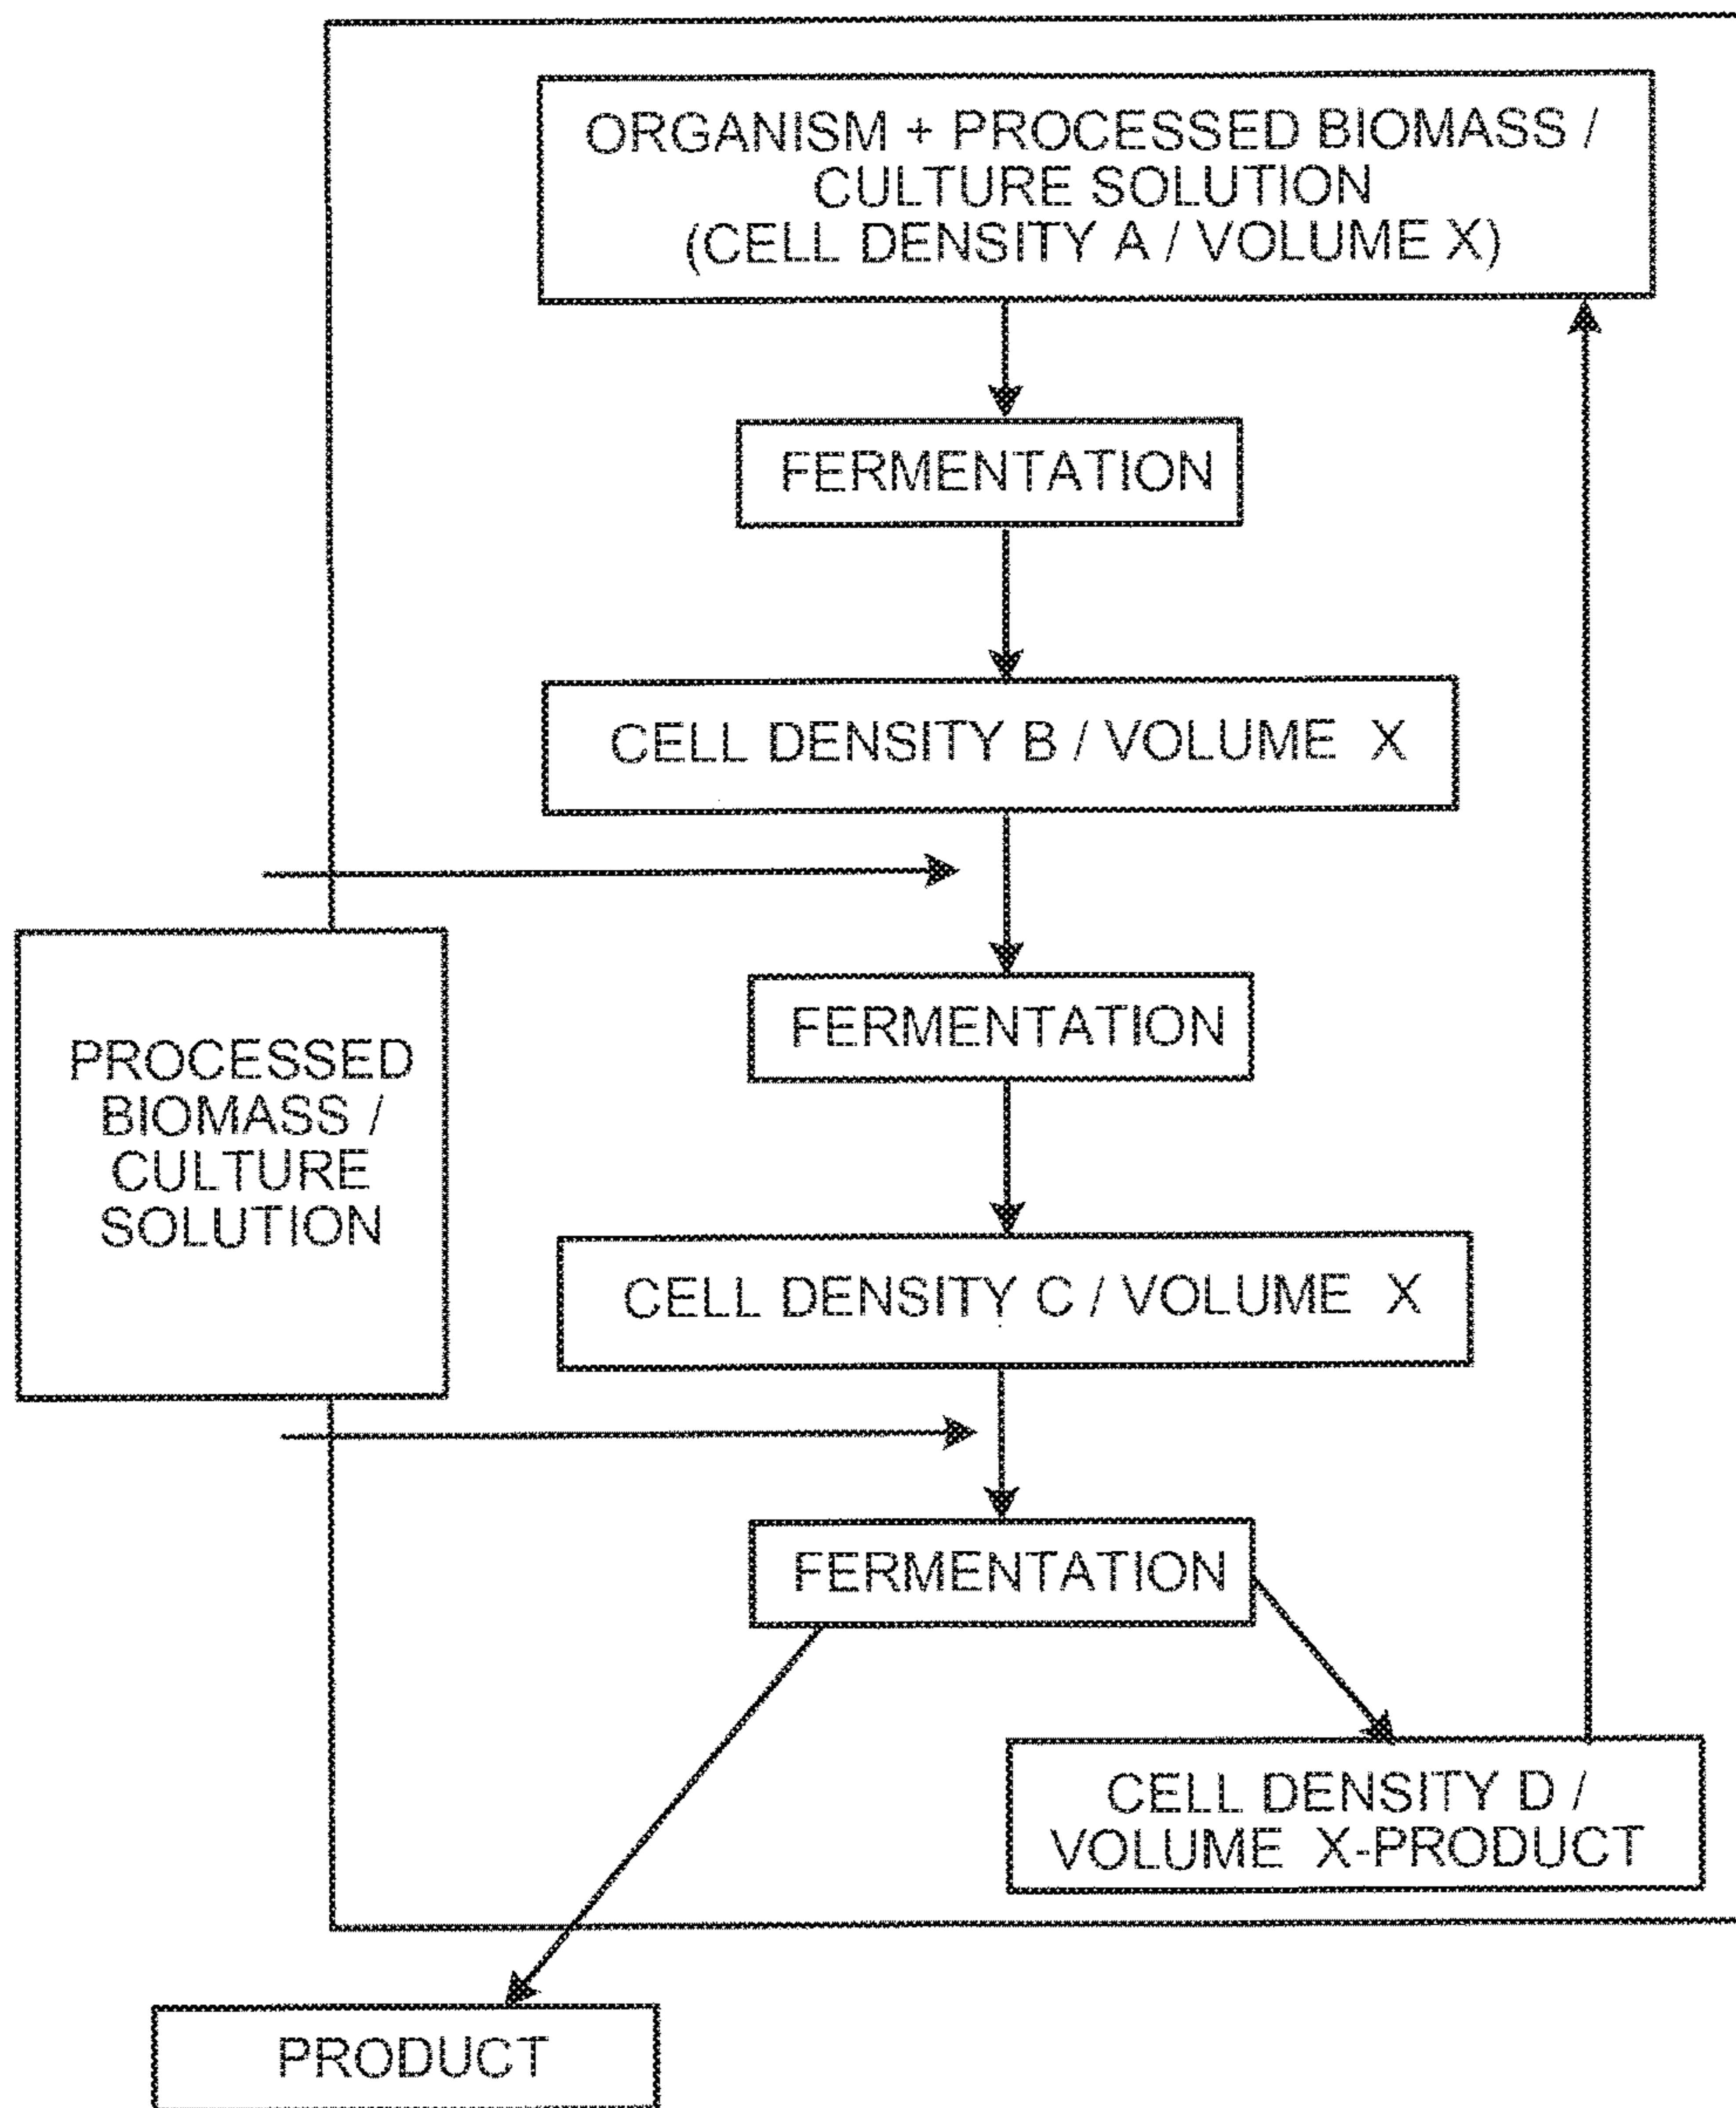 ORGANISM + PROCESSED BIOMASS /
CULTURE SOLUTION
(CELL DENSITY A / VOLUME X)
FERMENTATION
CELL DENSITY B / VOLUME X
FERMENTATION
PROCESSED
BIOMASS /
CULTURE
SOLUTION
CELL DENSITY C / VOLUME X
FERMENTATION
CELL DENSITY D /
VOLUME X-PRODUCT
PRODUCT